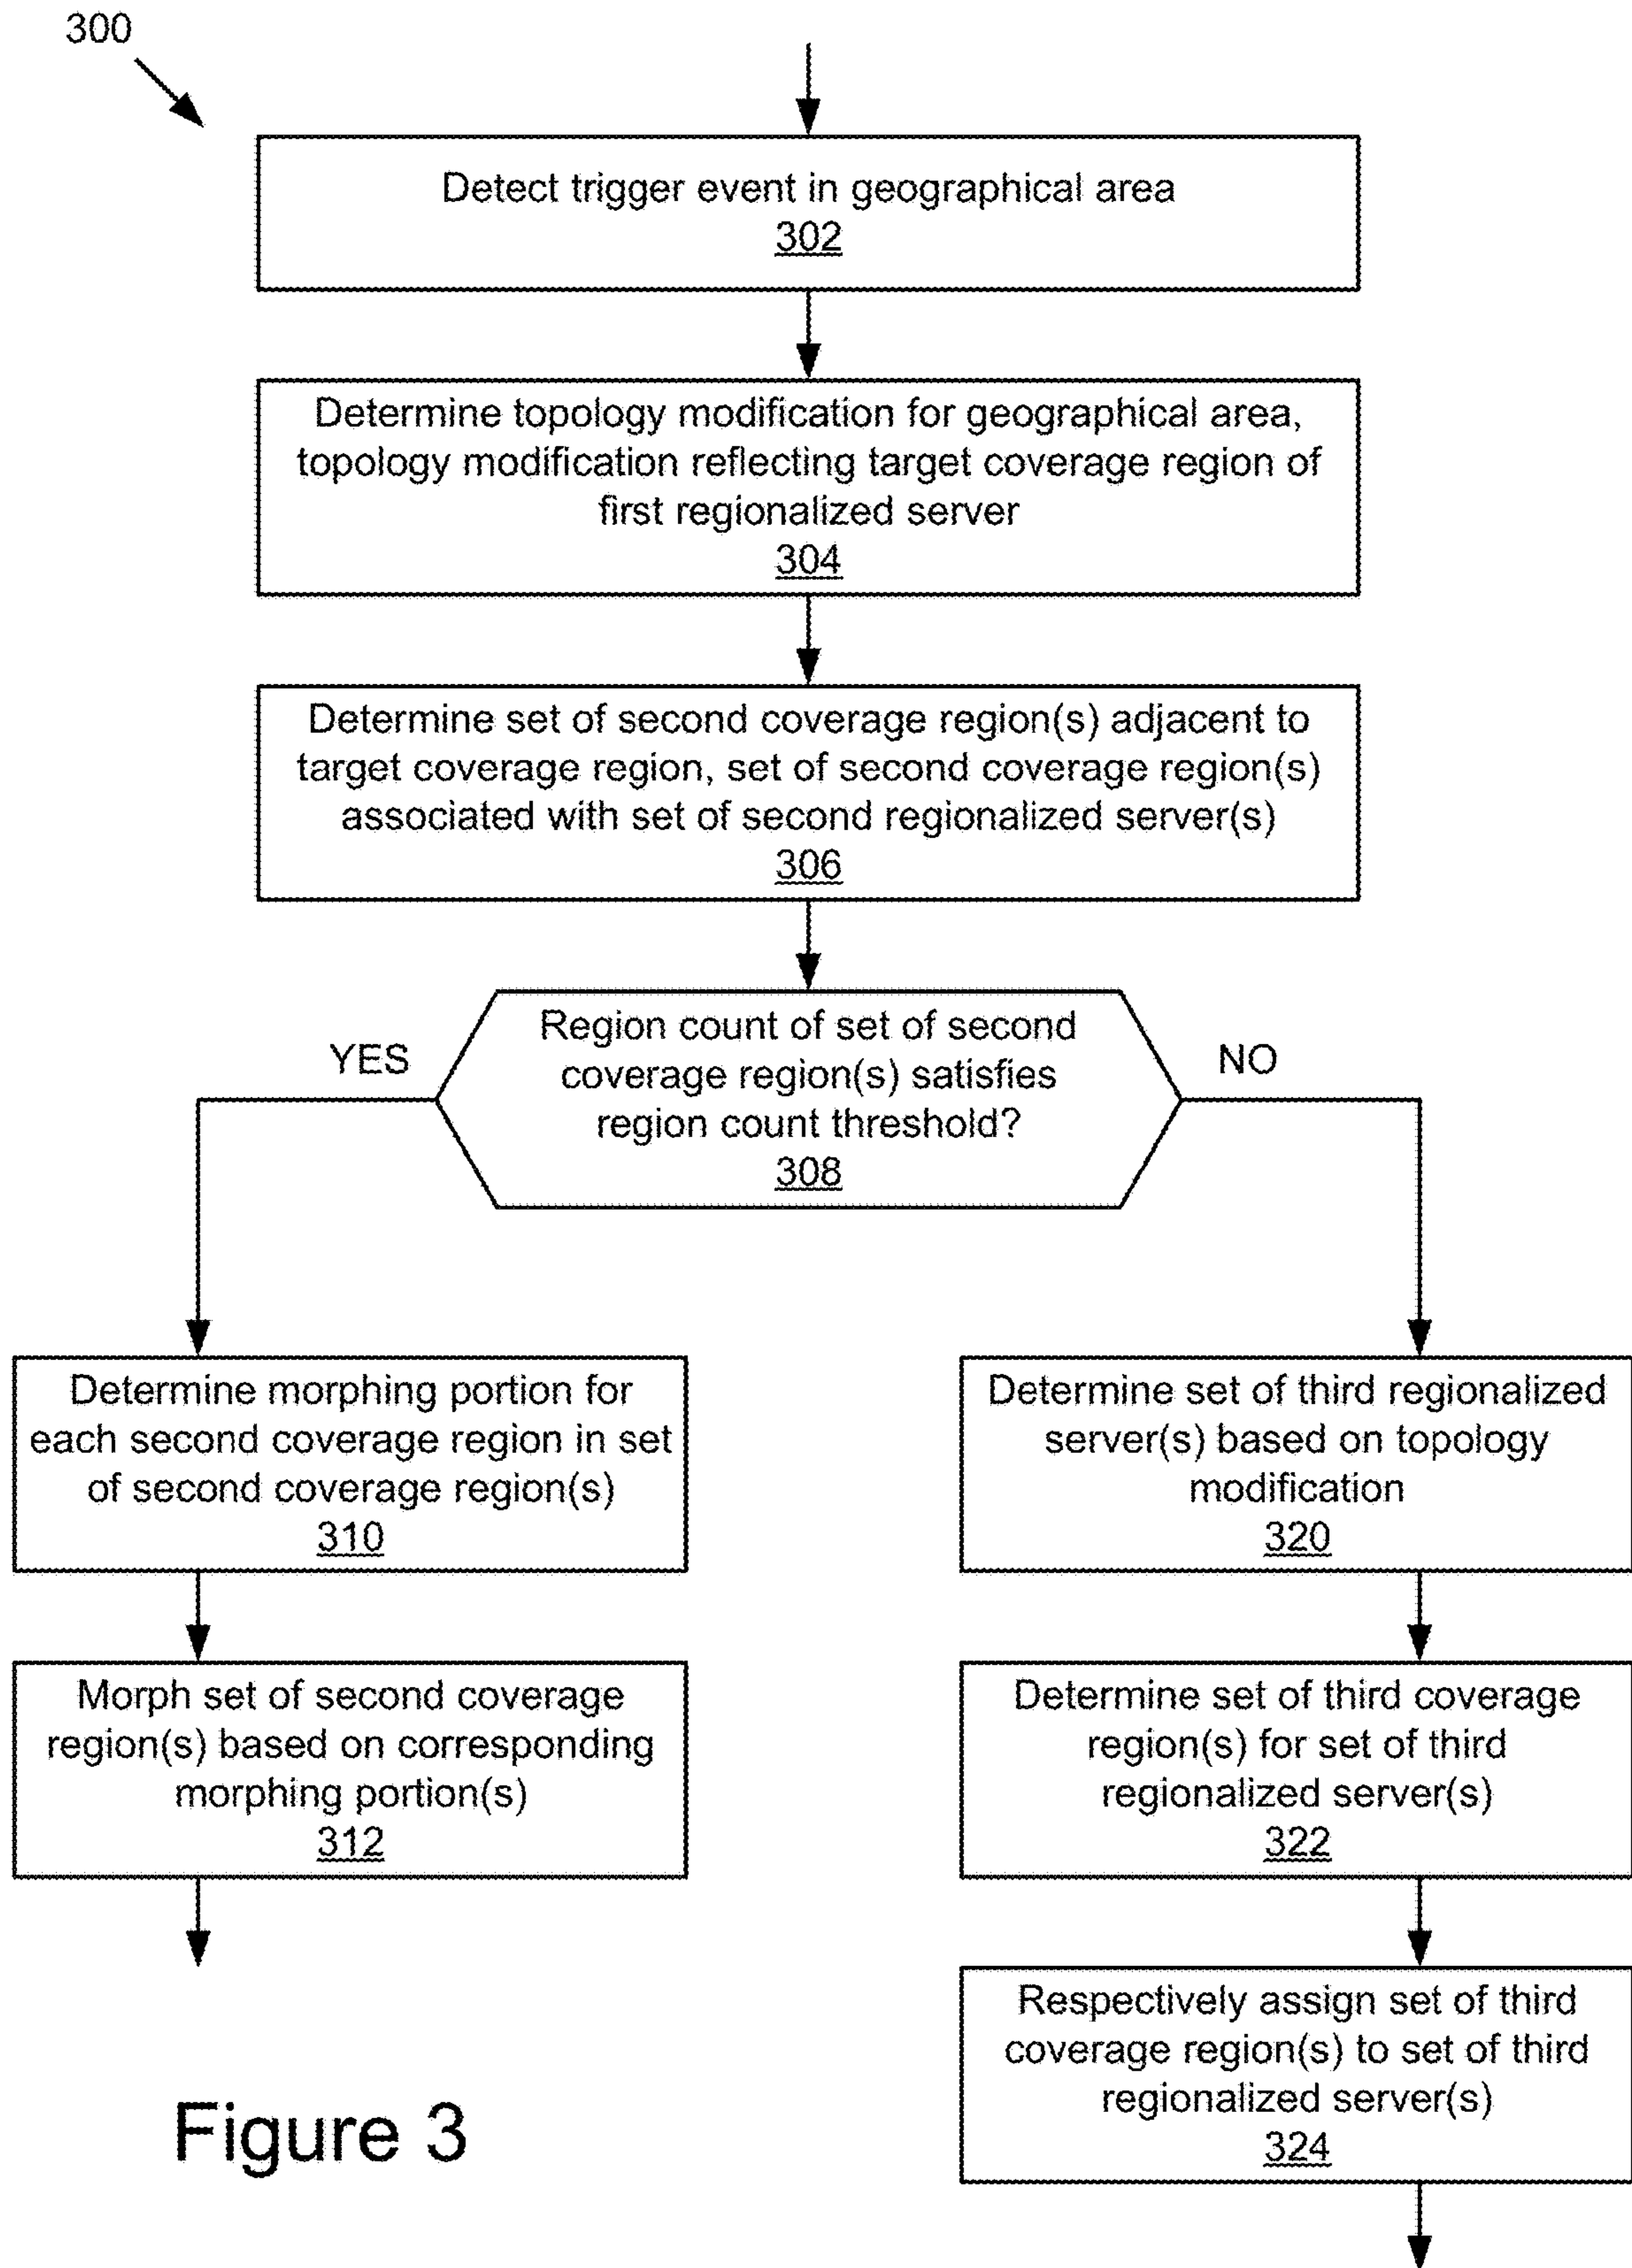 300
Detect trigger event in geographical area
302
Determine topology modification for geographical area,
topology modification reflecting target coverage region of
first regionalized server
304
Determine set of second coverage region(s) adjacent to
target coverage region, set of second coverage region(s)
associated with set of second regionalized server(s)
306
Region count of set of second
coverage region(s) satisfies
region count threshold?
308
YES
NO
Determine morphing portion for
each second coverage region in set
of second coverage region(s)
310
Morph set of second coverage
region(s) based on corresponding
morphing portion(s)
312
Determine set of third regionalized
server(s) based on topology
modification
320
Determine set of third coverage
region(s) for set of third
regionalized server(s)
322
Respectively assign set of third
coverage region(s) to set of third
regionalized server(s)
324
Figure 3